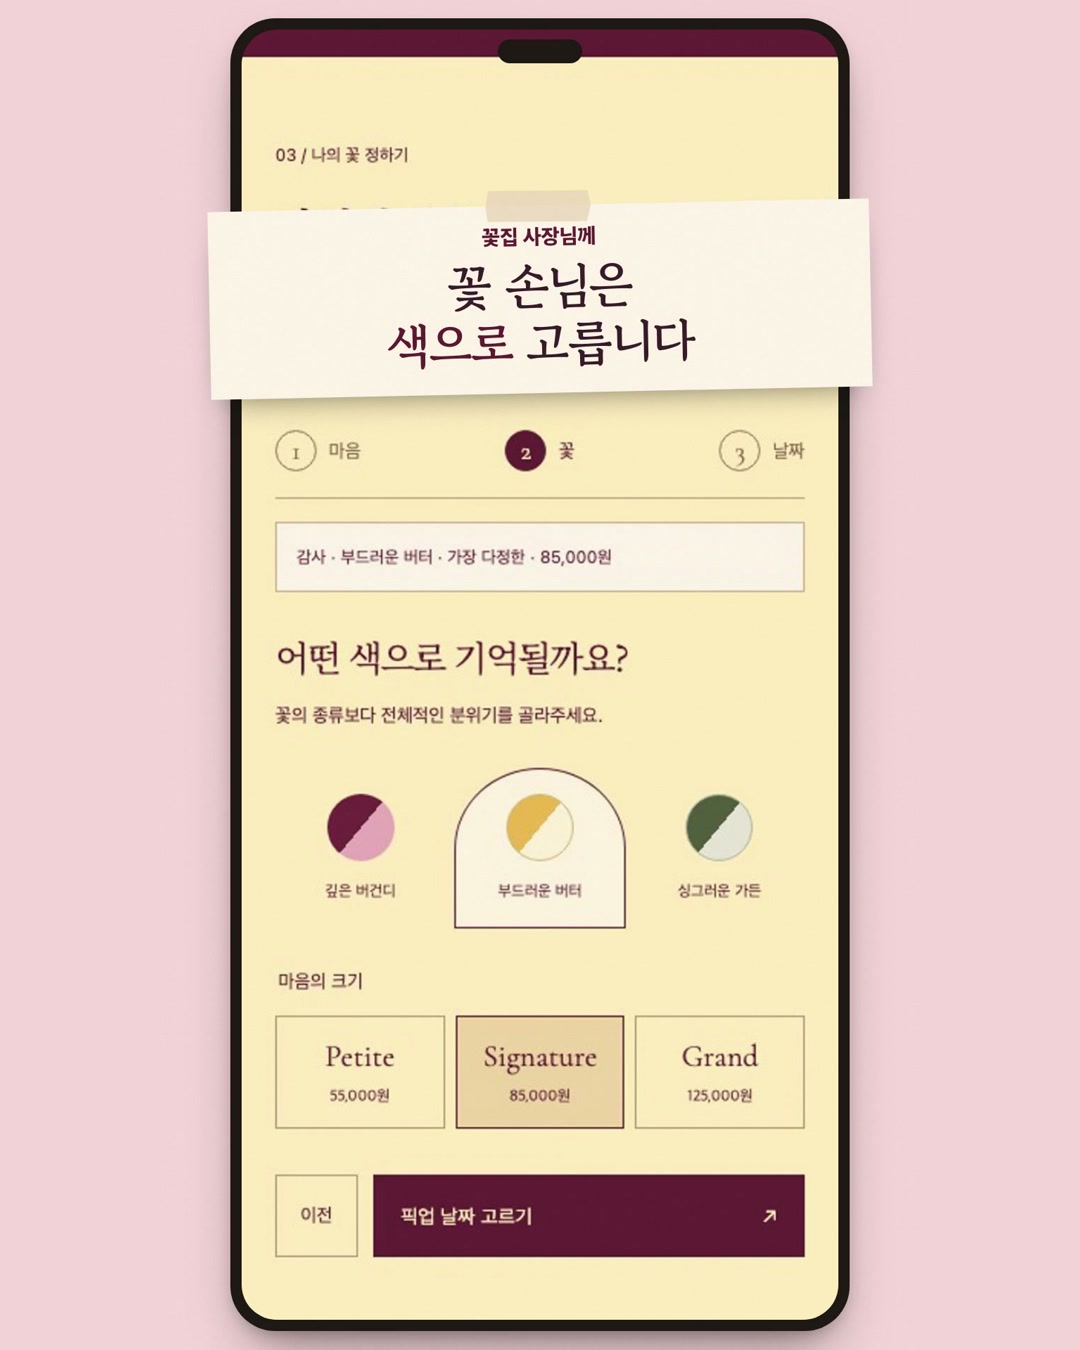 03 / 나의 꽃 정하기
꽃집 사장님께
꽃 손님은
색으로 고릅니다
1 마음
2 꽃
3 날짜
감사 · 부드러운 버터 · 가장 다정한 · 85,000원
어떤 색으로 기억될까요?
꽃의 종류보다 전체적인 분위기를 골라주세요.
깊은 버건디
부드러운 버터
싱그러운 가든
마음의 크기
Petite
55,000원
Signature
85,000원
Grand
125,000원
이전
픽업 날짜 고르기